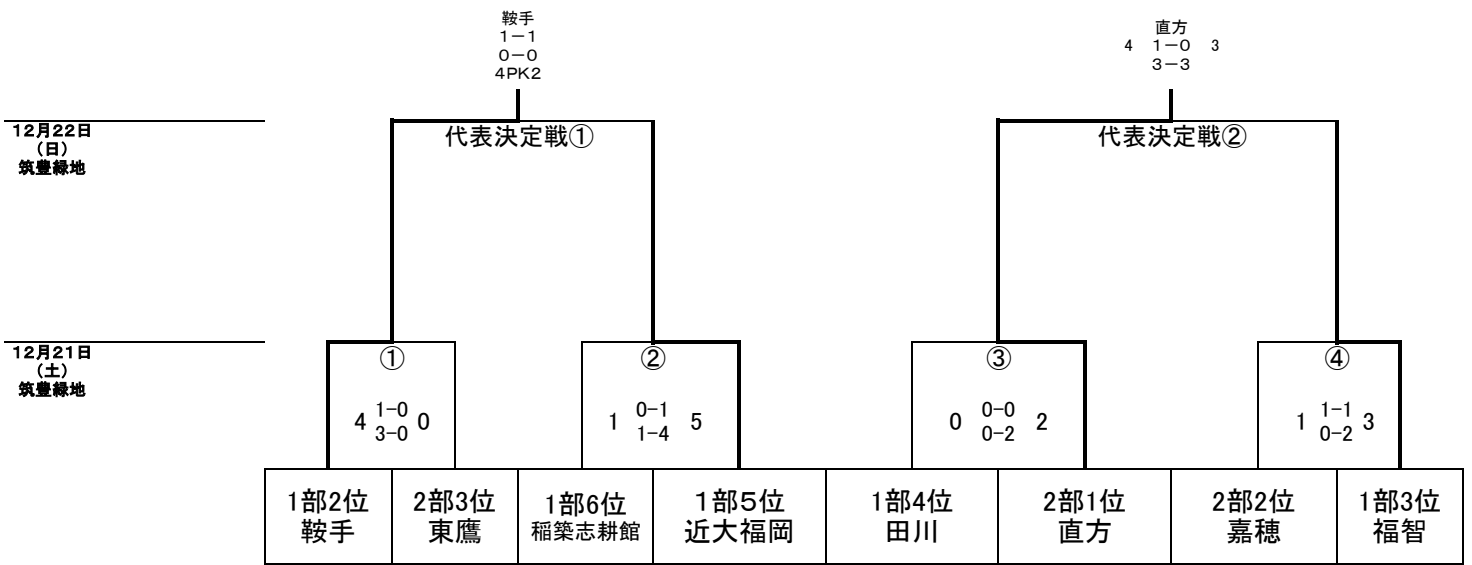 鞍手
1－1
0－0
4PK2
直方
4 1－0 3
3－3
12月22日
(日)
筑豊緑地
代表決定戦①
代表決定戦②
12月21日
(土)
筑豊緑地
①
4 1-0 0
3-0
②
1 0-1 5
1-4
③
0 0-0 2
0-2
④
1 1-1 3
0-2
1部2位
鞍手
2部3位
東鷹
1部6位
稲築志耕館
1部５位
近大福岡
1部4位
田川
2部1位
直方
2部2位
嘉穂
1部3位
福智